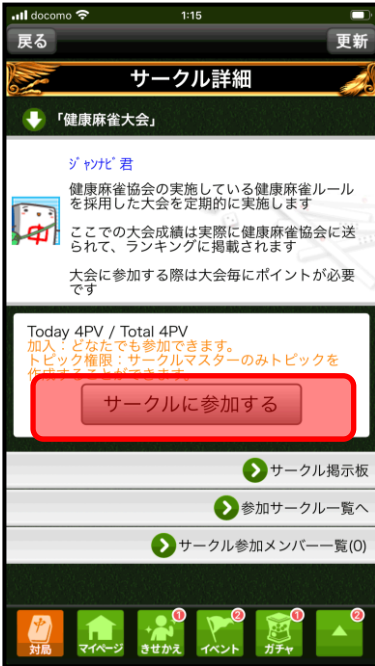 docomo 1:15
戻る 更新
サークル詳細
「健康麻雀大会」
ジャンナビ君
健康麻雀協会の実施している健康麻雀ルール
を採用した大会を定期的に実施します
ここでの大会成績は実際に健康麻雀協会に送
られて、ランキングに掲載されます
大会に参加する際は大会毎にポイントが必要
です
中
Today 4PV / Total 4PV
加入：どなたでも参加できます。
トピック権限：サークルマスターのみトピックを
作成することができます。
サークルに参加する
サークル掲示板
参加サークル一覧へ
サークル参加メンバー一覧(0)
1 2 1 2
対局 マイページ きせかえ イベント ガチャ